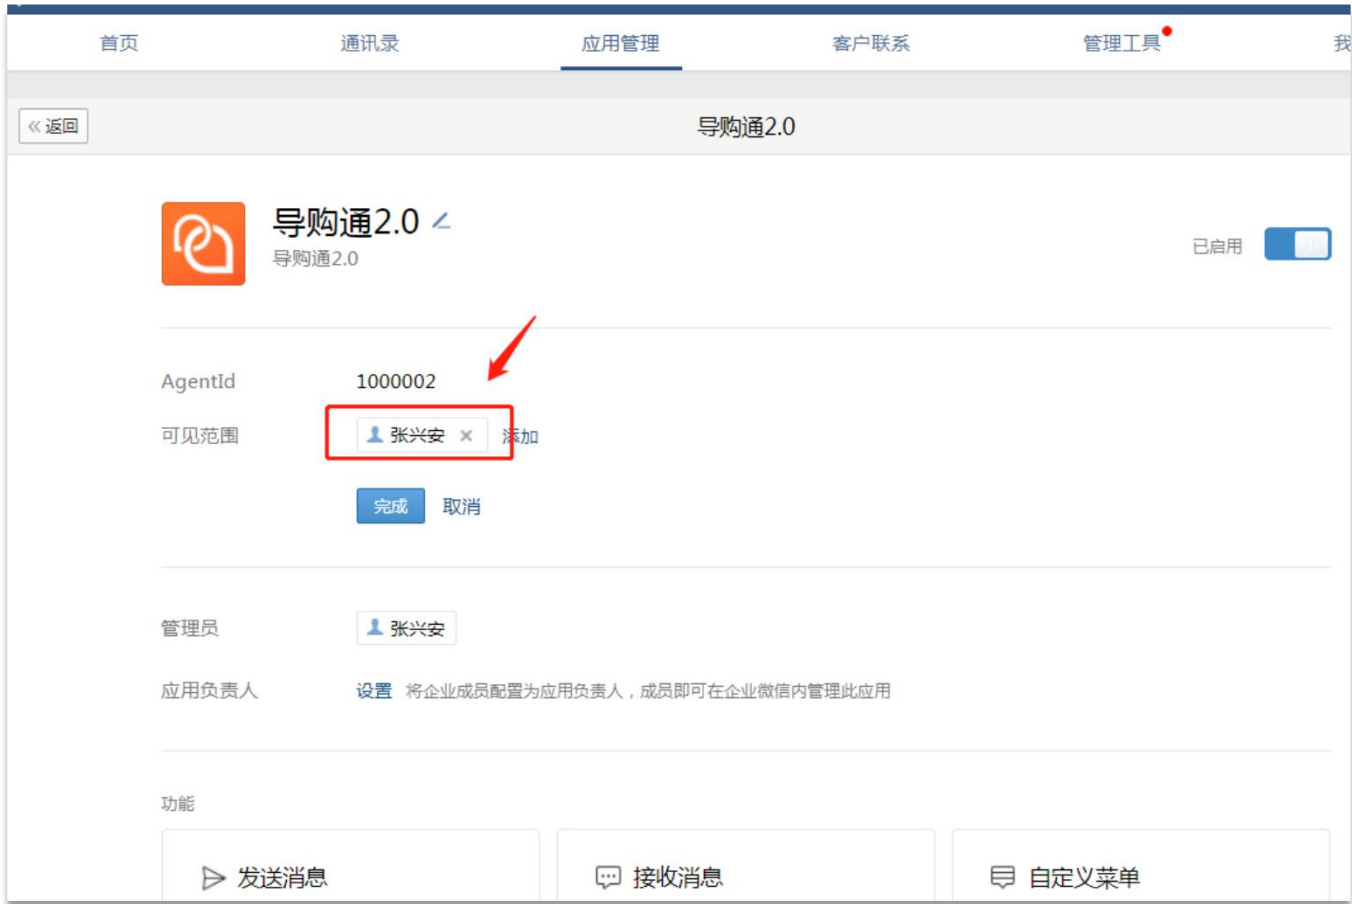 首页 通讯录 应用管理 客户联系 管理工具 我
返回 导购通2.0
导购通2.0
导购通2.0
已启用
AgentId 1000002
可见范围 张兴安 添加
完成 取消
管理员 张兴安
应用负责人 设置 将企业成员配置为应用负责人，成员即可在企业微信内管理此应用
功能
发送消息 接收消息 自定义菜单